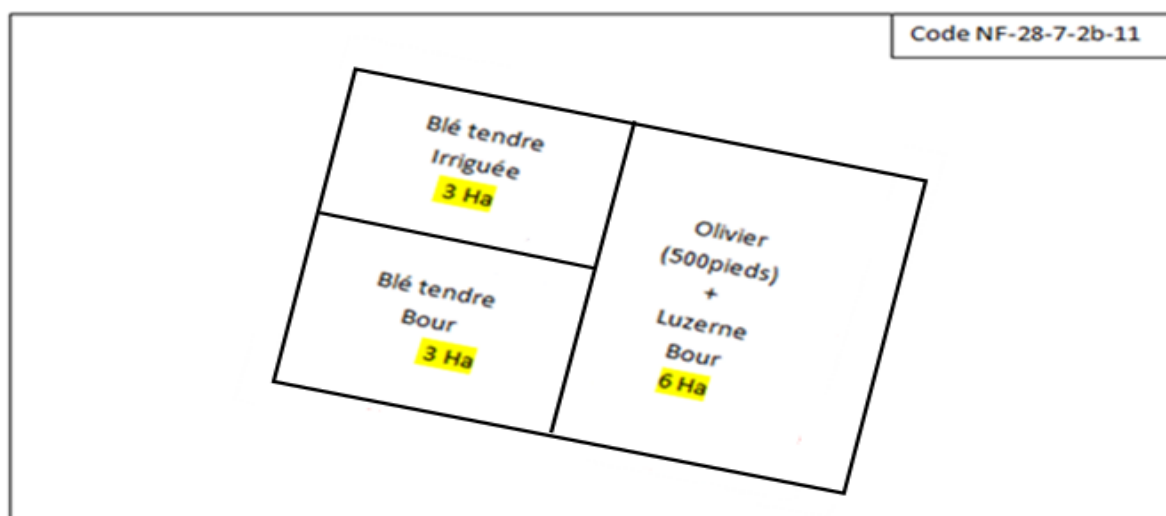 Code NF-28-7-2b-11
Blé tendre
Irriguée
3 Ha
Blé tendre
Bour
3 Ha
Olivier
(500pieds)
+
Luzerne
Bour
6 Ha